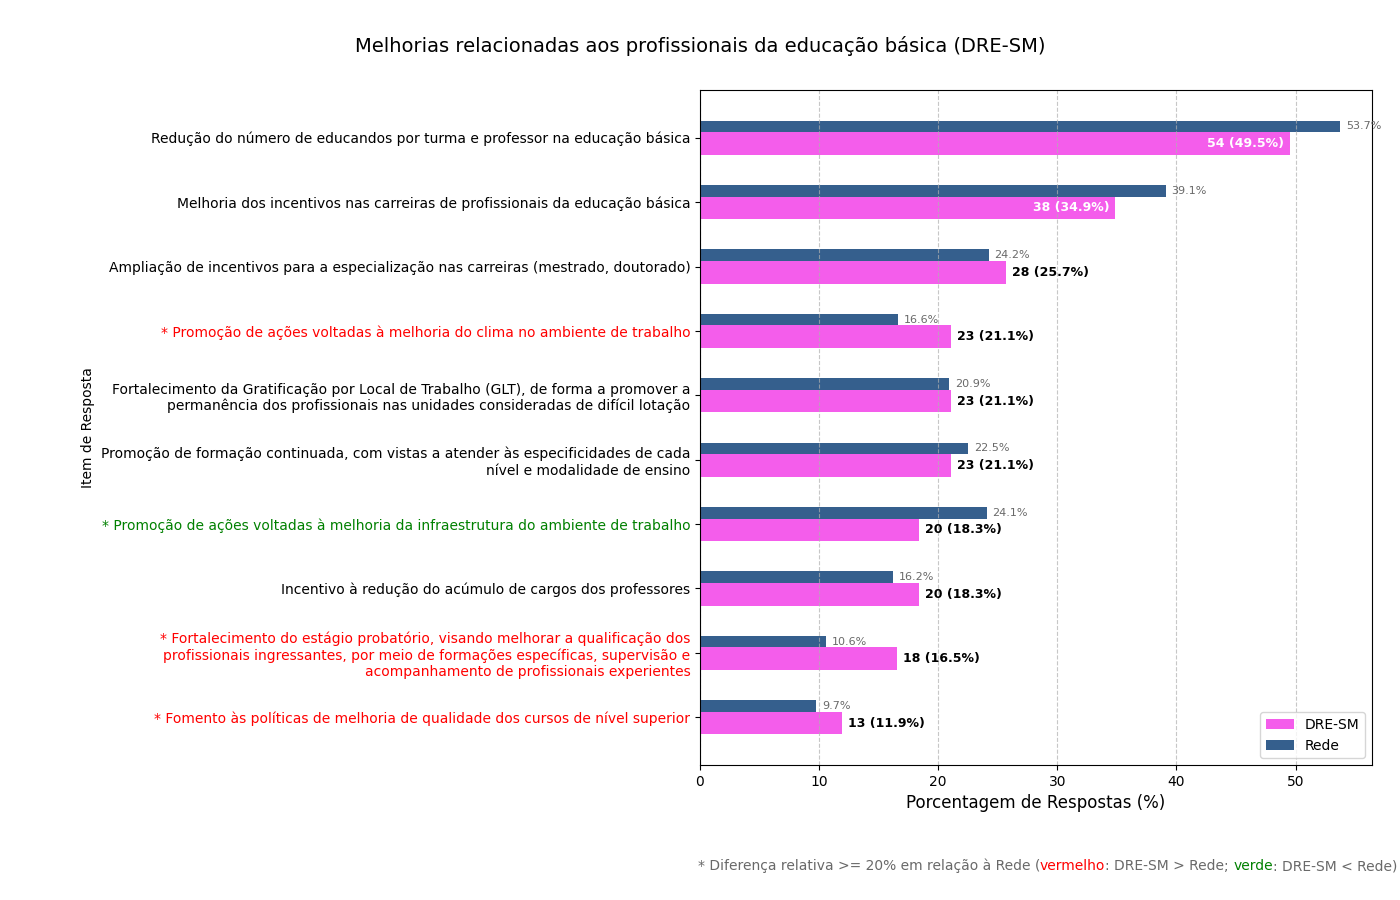 Melhorias relacionadas aos profissionais da educação básica (DRE-SM)
Item de Resposta
Redução do número de educandos por turma e professor na educação básica
53.7%
54 (49.5%)
Melhoria dos incentivos nas carreiras de profissionais da educação básica
39.1%
38 (34.9%)
Ampliação de incentivos para a especialização nas carreiras (mestrado, doutorado)
24.2%
28 (25.7%)
* Promoção de ações voltadas à melhoria do clima no ambiente de trabalho
16.6%
23 (21.1%)
Fortalecimento da Gratificação por Local de Trabalho (GLT), de forma a promover a
permanência dos profissionais nas unidades consideradas de difícil lotação
20.9%
23 (21.1%)
Promoção de formação continuada, com vistas a atender às especificidades de cada
nível e modalidade de ensino
22.5%
23 (21.1%)
* Promoção de ações voltadas à melhoria da infraestrutura do ambiente de trabalho
24.1%
20 (18.3%)
Incentivo à redução do acúmulo de cargos dos professores
16.2%
20 (18.3%)
* Fortalecimento do estágio probatório, visando melhorar a qualificação dos
profissionais ingressantes, por meio de formações específicas, supervisão e
acompanhamento de profissionais experientes
10.6%
18 (16.5%)
* Fomento às políticas de melhoria de qualidade dos cursos de nível superior
9.7%
13 (11.9%)
DRE-SM
Rede
0 10 20 30 40 50
Porcentagem de Respostas (%)
* Diferença relativa >= 20% em relação à Rede (vermelho: DRE-SM > Rede; verde: DRE-SM < Rede)